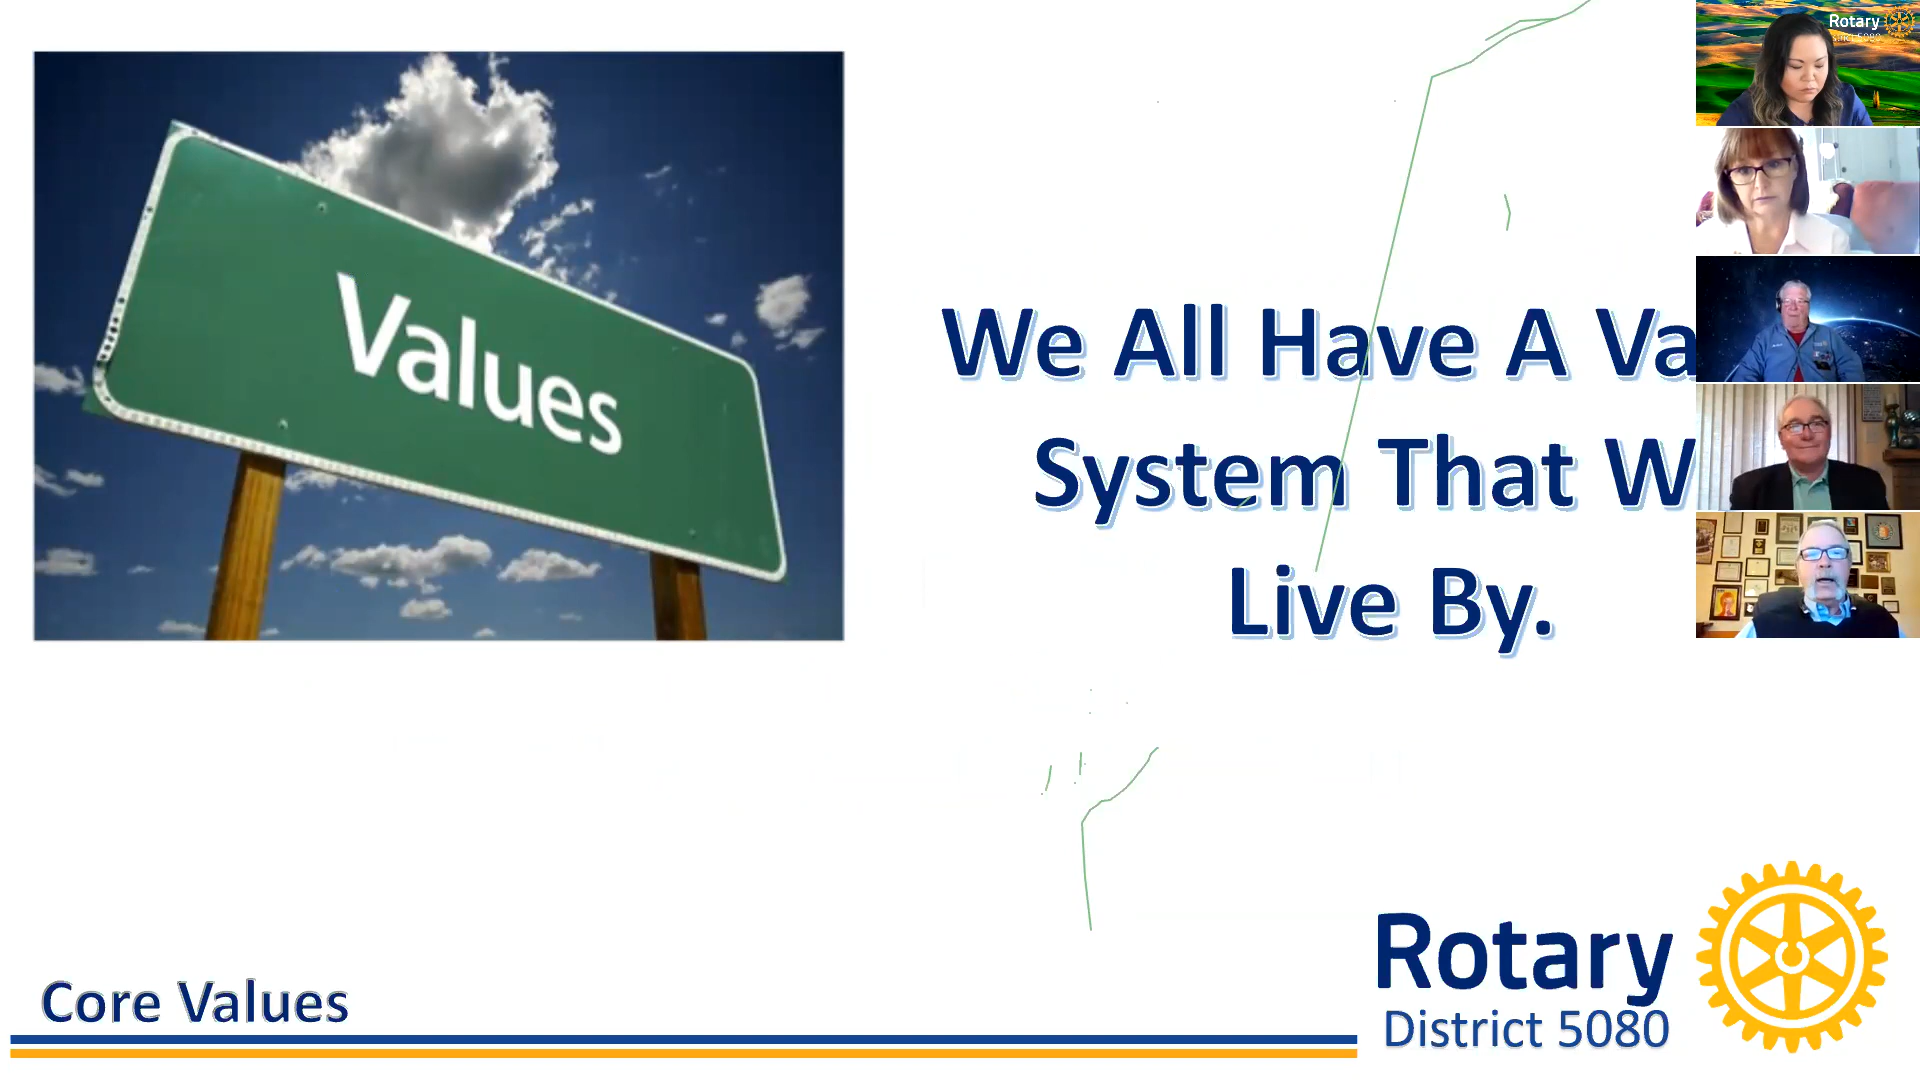 Values
We All Have A Va
System That W
Live By.
Core Values
Rotary
District 5080
Rotary